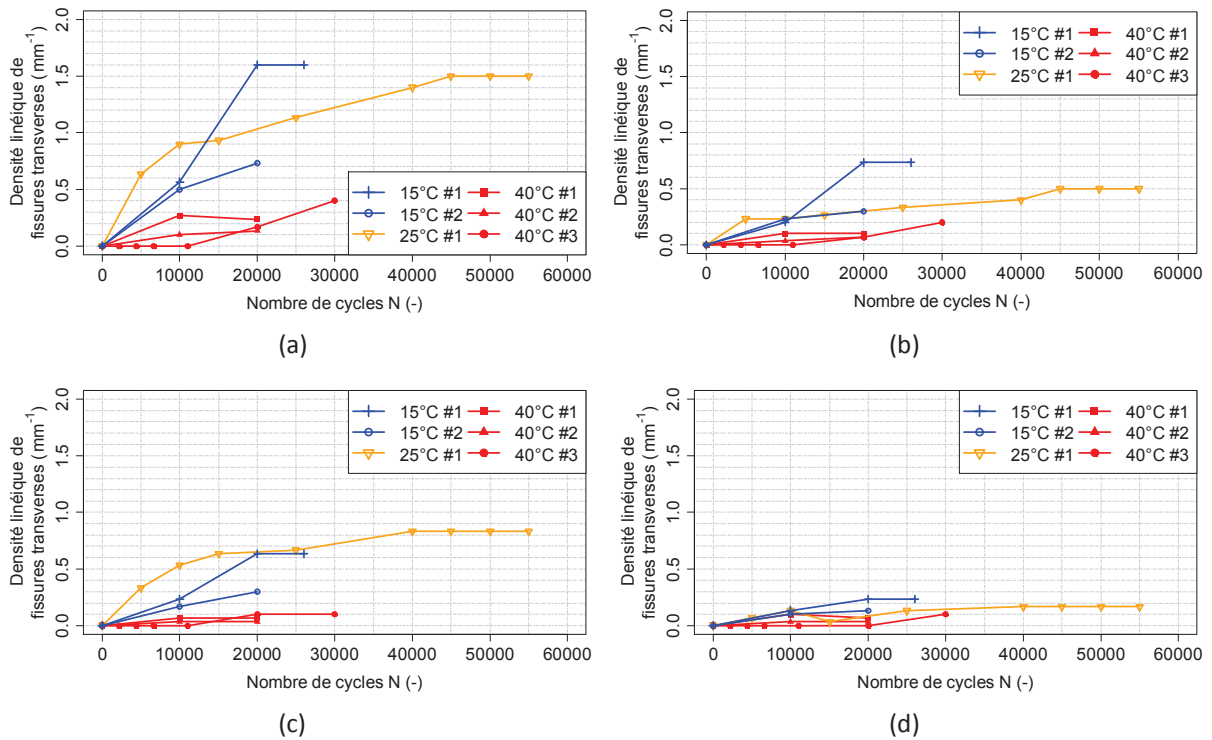 Densité linéique de
fissures transverses (mm⁻¹)
2.0
1.5
1.0
0.5
0.0
15°C #1
15°C #2
25°C #1
40°C #1
40°C #2
40°C #3
0 10000 20000 30000 40000 50000 60000
Nombre de cycles N (-)
(a)
Densité linéique de
fissures transverses (mm⁻¹)
2.0
1.5
1.0
0.5
0.0
15°C #1
15°C #2
25°C #1
40°C #1
40°C #2
40°C #3
0 10000 20000 30000 40000 50000 60000
Nombre de cycles N (-)
(b)
Densité linéique de
fissures transverses (mm⁻¹)
2.0
1.5
1.0
0.5
0.0
15°C #1
15°C #2
25°C #1
40°C #1
40°C #2
40°C #3
0 10000 20000 30000 40000 50000 60000
Nombre de cycles N (-)
(c)
Densité linéique de
fissures transverses (mm⁻¹)
2.0
1.5
1.0
0.5
0.0
15°C #1
15°C #2
25°C #1
40°C #1
40°C #2
40°C #3
0 10000 20000 30000 40000 50000 60000
Nombre de cycles N (-)
(d)